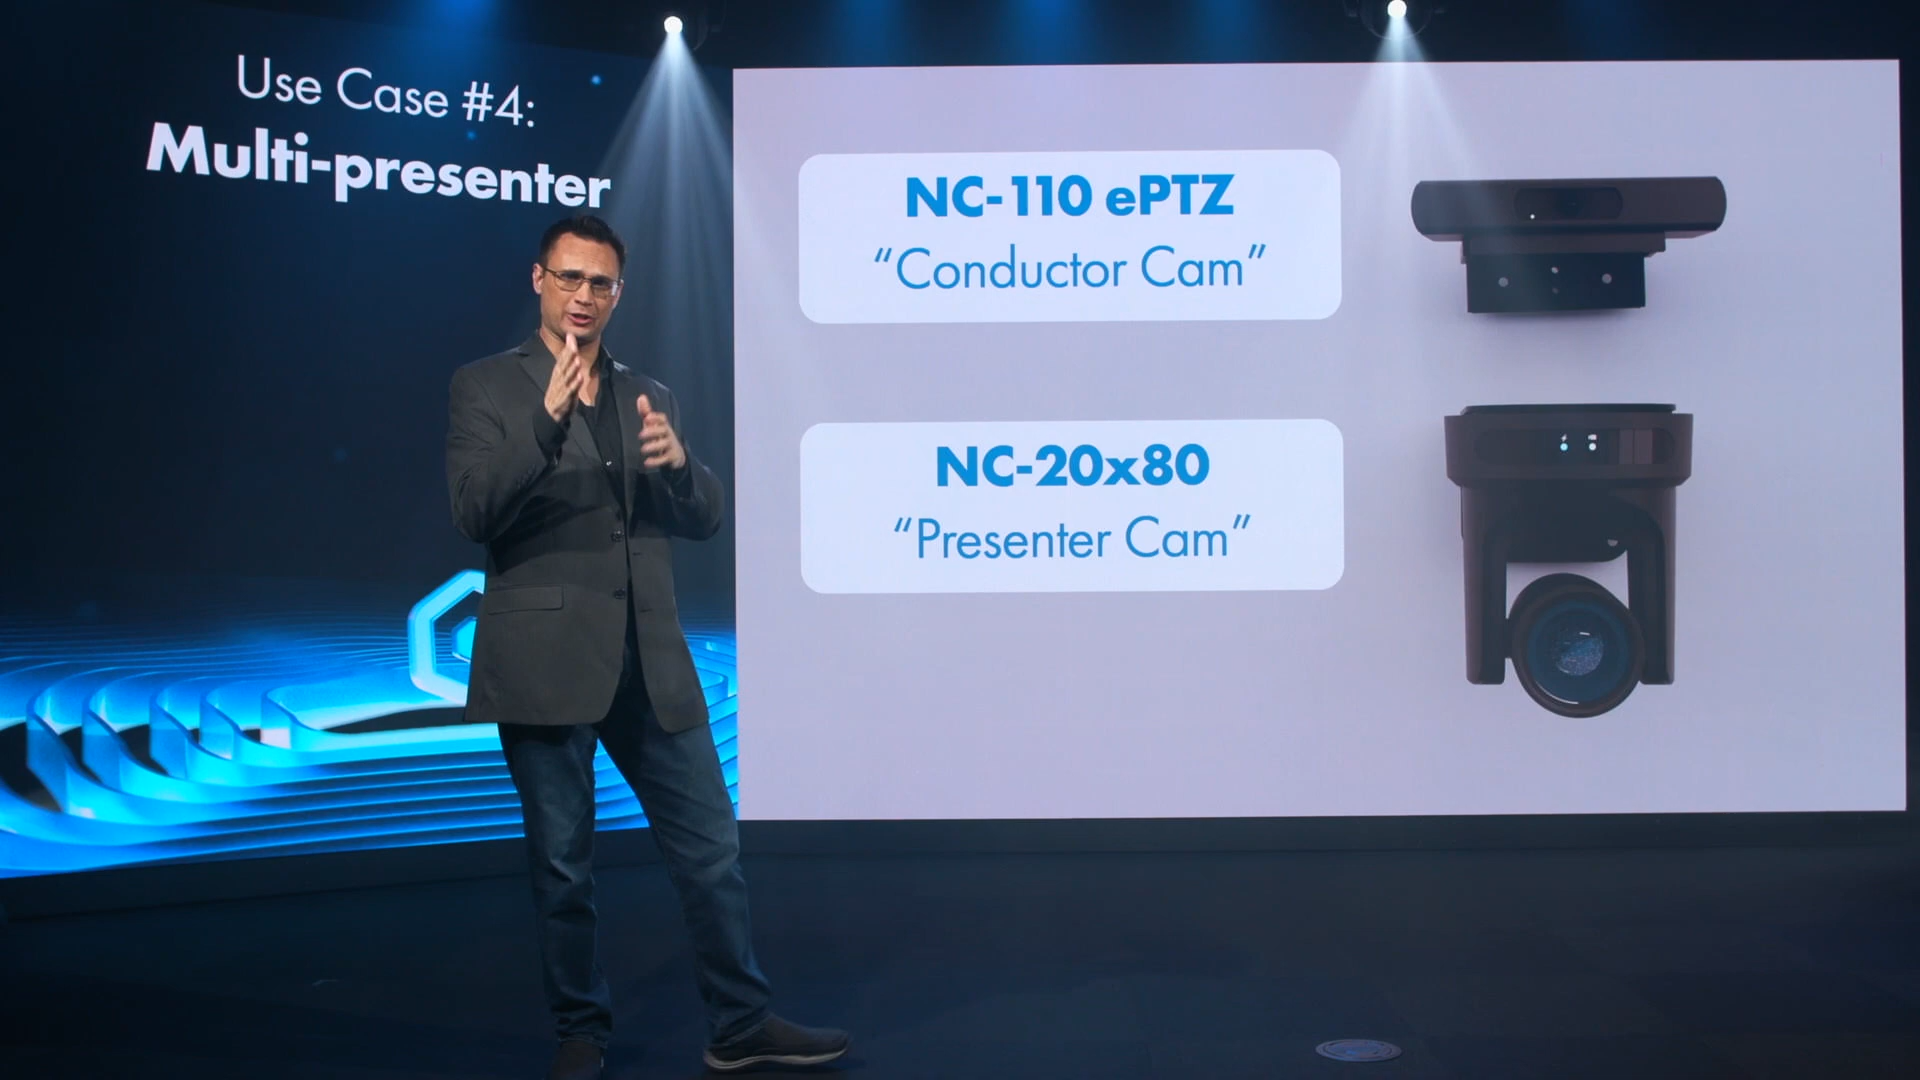 Use Case #4:
Multi-presenter
NC-110 ePTZ
“Conductor Cam”
NC-20x80
“Presenter Cam”